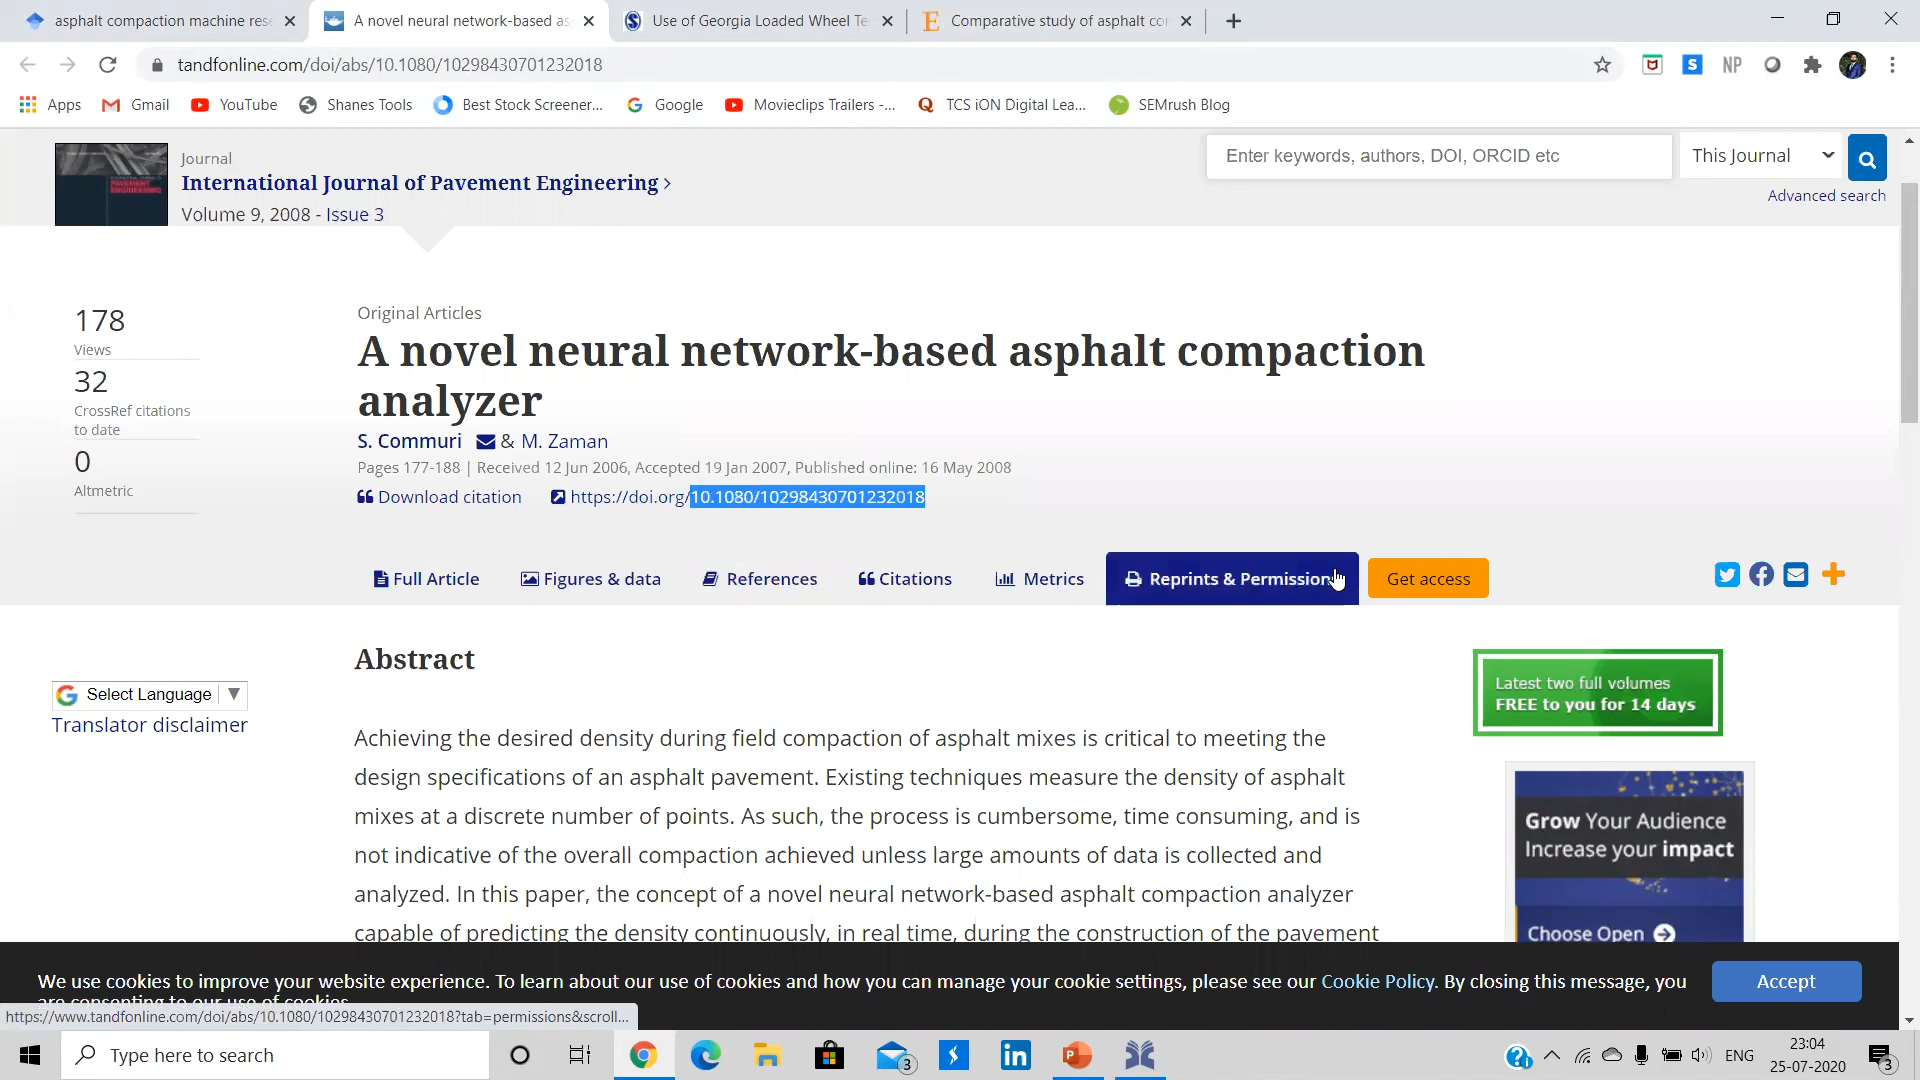 asphalt compaction machine rese
A novel neural network-based as
Use of Georgia Loaded Wheel Te
Comparative study of asphalt co
tandfonline.com/doi/abs/10.1080/10298430701232018
NP
Apps
Gmail
YouTube
Shanes Tools
Best Stock Screener...
Google
Movieclips Trailers -...
TCS iON Digital Lea...
SEMrush Blog
PAVEMENT
ENGINEERING
Journal
International Journal of Pavement Engineering >
Volume 9, 2008 - Issue 3
Enter keywords, authors, DOI, ORCID etc
This Journal
Advanced search
178
Views
32
CrossRef citations
to date
0
Altmetric
Original Articles
A novel neural network-based asphalt compaction
analyzer
S. Commuri & M. Zaman
Pages 177-188 | Received 12 Jun 2006, Accepted 19 Jan 2007, Published online: 16 May 2008
Download citation
https://doi.org/10.1080/10298430701232018
Full Article
Figures & data
References
Citations
Metrics
Reprints & Permission
Get access
Select Language ▼
Translator disclaimer
Abstract
Achieving the desired density during field compaction of asphalt mixes is critical to meeting the
design specifications of an asphalt pavement. Existing techniques measure the density of asphalt
mixes at a discrete number of points. As such, the process is cumbersome, time consuming, and is
not indicative of the overall compaction achieved unless large amounts of data is collected and
analyzed. In this paper, the concept of a novel neural network-based asphalt compaction analyzer
capable of predicting the density continuously, in real time, during the construction of the pavement
Latest two full volumes
FREE to you for 14 days
Grow Your Audience
Increase your impact
Choose Open
We use cookies to improve your website experience. To learn about our use of cookies and how you can manage your cookie settings, please see our Cookie Policy. By closing this message, you
are consenting to our use of cookies.
Accept
https://www.tandfonline.com/doi/abs/10.1080/10298430701232018?tab=permissions&scroll...
Type here to search
3
ENG
23:04
25-07-2020
3